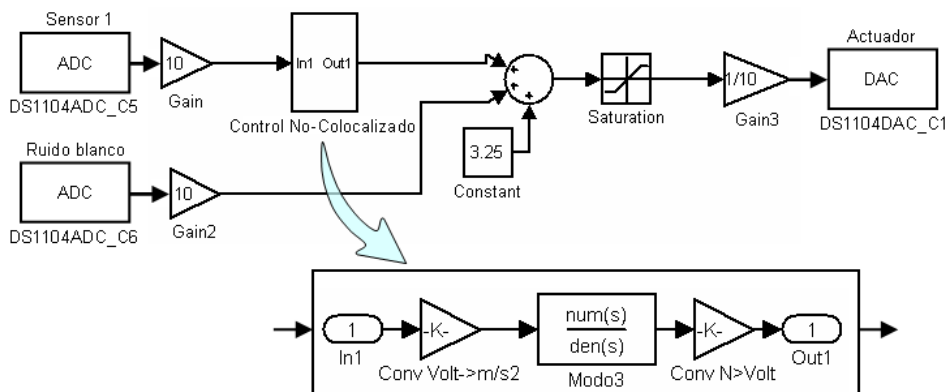 Sensor 1
ADC
DS1104ADC_C5
10
Gain
In1 Out1
Control No-Colocalizado
+
+
+
Saturation
1/10
Gain3
Actuador
DAC
DS1104DAC_C1
3.25
Constant
Ruido blanco
ADC
DS1104ADC_C6
10
Gain2
1
In1
-K-
Conv Volt->m/s2
num(s)
den(s)
Modo3
-K-
Conv N>Volt
1
Out1